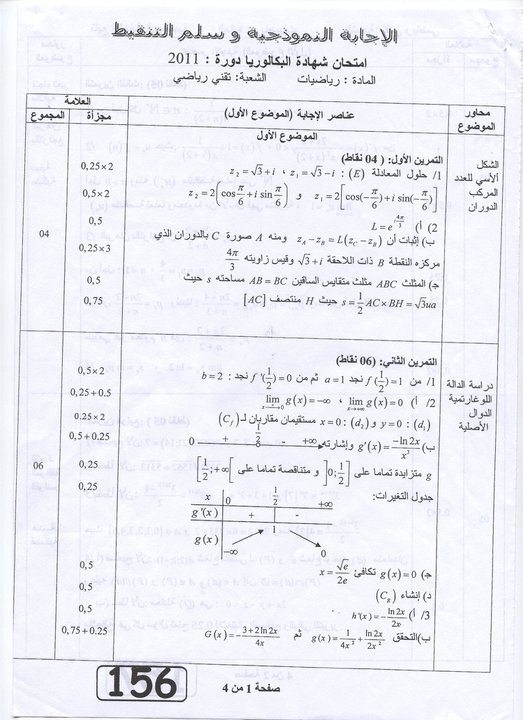 الإجابة النموذجية و سلم التنقيط
امتحان شهادة البكالوريا دورة : 2011
المادة : رياضيات الشعبة: تقني رياضي
محاور الموضوع
عناصر الإجابة (الموضوع الأول)
العلامة
مجزأة
المجموع
الموضوع الأول
الشكل الأسي للعدد المركب الدوران
التمرين الأول: (04 نقاط)
1/ حلول المعادلة (E) : z₁ = √3 − i ، z₂ = √3 + i
0,25×2
z₁ = 2[cos(−π/6) + i sin(−π/6)] و z₂ = 2(cos π/6 + i sin π/6)
0,5×2
2) أ) L = e^(i4π/3)
0,5
ب) إثبات أن z_A − z_B = L(z_C − z_B) ومنه A صورة C بالدوران الذي
0,25×3
04
مركزه النقطة B ذات اللاحقة √3 + i وقيس زاويته 4π/3
ج) المثلث ABC مثلث متقايس الساقين AB = BC مساحته s حيث
0,5
s = 1/2 AC × BH = √3ua حيث H منتصف [AC]
0,75
دراسة الدالة اللوغارتمية الدوال الأصلية
التمرين الثاني: (06 نقاط)
1/ من f(1/2) = 1 نجد a = 1 ثم من f'(1/2) = 0 نجد : b = 2
0,5×2
2/ أ) lim g(x) = 0 ، lim g(x) = −∞
0,25+0.5
(d₁) : y = 0 و (d₂) : x = 0 مستقيمان مقاربان لـ (C_f)
0.25×2
ب) g'(x) = −ln 2x / x³ وإشارته
0 + 1/2 - +∞
0,5+0.25
g متزايدة تماما على ]0;1/2] و متناقصة تماما على [1/2;+∞[
0,25
06
جدول التغيرات:
0,25
x 0 1/2 +∞
g'(x) + 0 -
g(x) −∞ 1 0
ج) g(x) = 0 تكافئ x = √e/2e
0,5
د) إنشاء (C_g)
0,5
3/ أ) h'(x) = −ln 2x / 2x
0,5
ب) التحقق g(x) = 1/4x² + ln 2x/2x² ثم G(x) = −3+2 ln 2x / 4x
0,75+0.25
156
صفحة 1 من 4